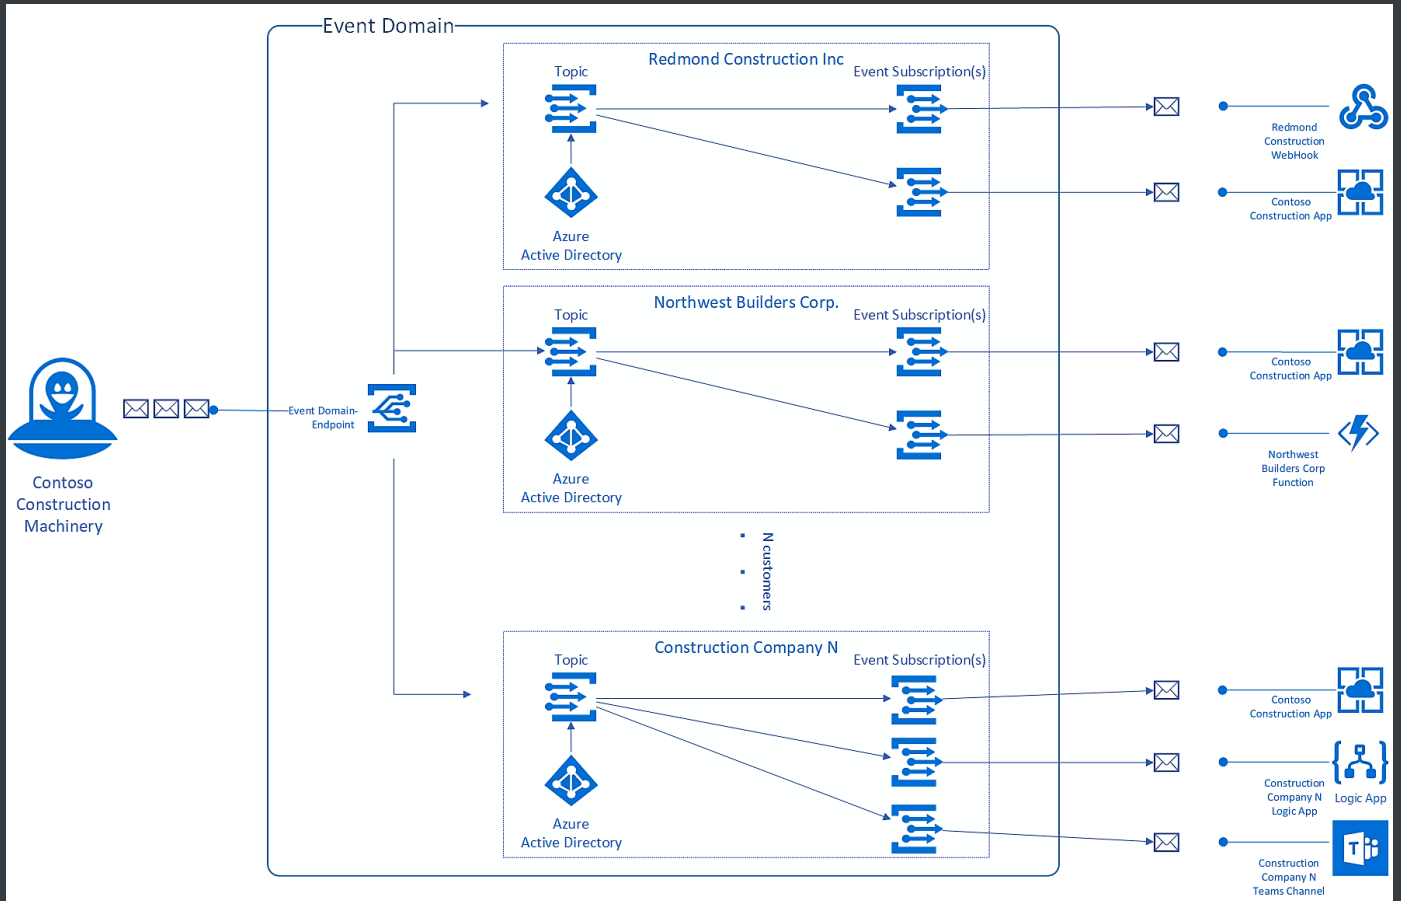 Event Domain
Redmond Construction Inc
Topic
Event Subscription(s)
Azure
Active Directory
Redmond
Construction
WebHook
Contoso
Construction App
Northwest Builders Corp.
Topic
Event Subscription(s)
Azure
Active Directory
Contoso
Construction App
Northwest
Builders Corp
Function
Contoso
Construction
Machinery
Event Domain-
Endpoint
N customers
Construction Company N
Topic
Event Subscription(s)
Azure
Active Directory
Contoso
Construction App
Construction
Company N
Logic App
Logic App
T
Construction
Company N
Teams Channel